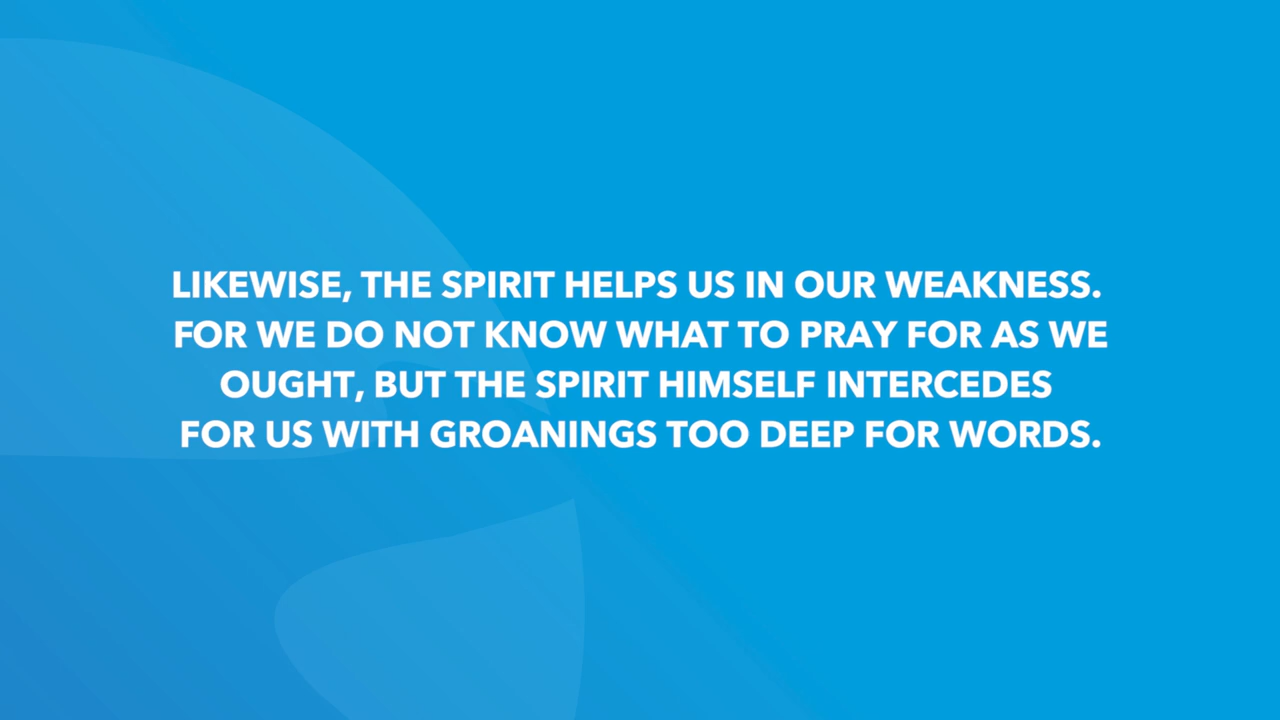 LIKEWISE, THE SPIRIT HELPS US IN OUR WEAKNESS.
FOR WE DO NOT KNOW WHAT TO PRAY FOR AS WE
OUGHT, BUT THE SPIRIT HIMSELF INTERCEDES
FOR US WITH GROANINGS TOO DEEP FOR WORDS.